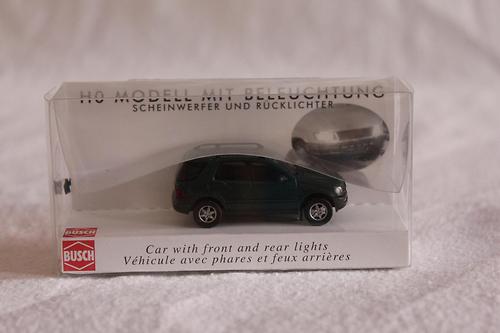 H0 MODELL MIT BELEUCHTUNG
SCHEINWERFER UND RÜCKLICHTER
BUSCH
BUSCH
Car with front and rear lights
Véhicule avec phares et feux arrières